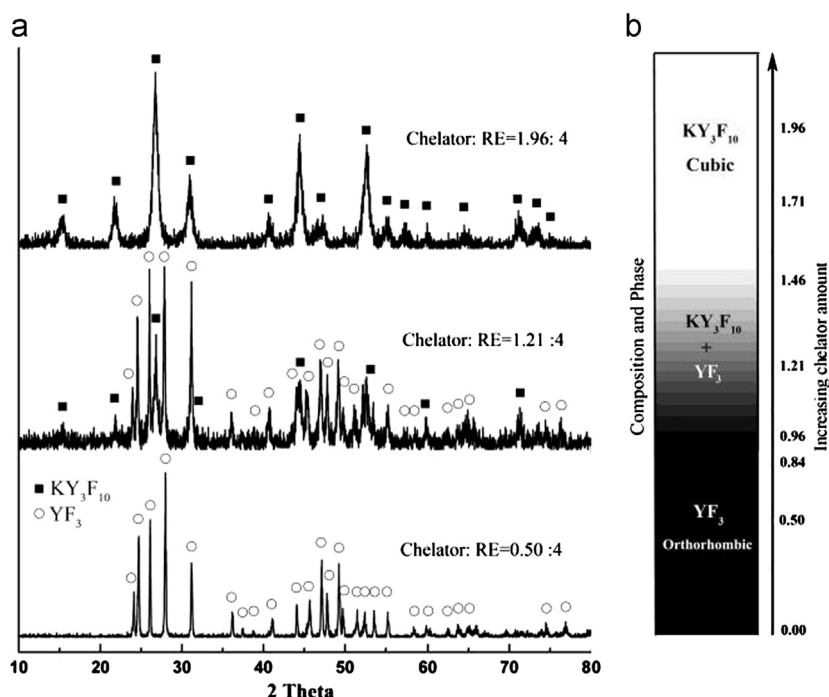 a
Chelator: RE=1.96: 4
Chelator: RE=1.21 :4
■ KY₃F₁₀
○ YF₃
Chelator: RE=0.50 :4
10 20 30 40 50 60 70 80
2 Theta
b
Composition and Phase
KY₃F₁₀
Cubic
KY₃F₁₀
+
YF₃
YF₃
Orthorhombic
1.96
1.71
1.46
1.21
0.96
0.84
0.50
0.00
Increasing chelator amount